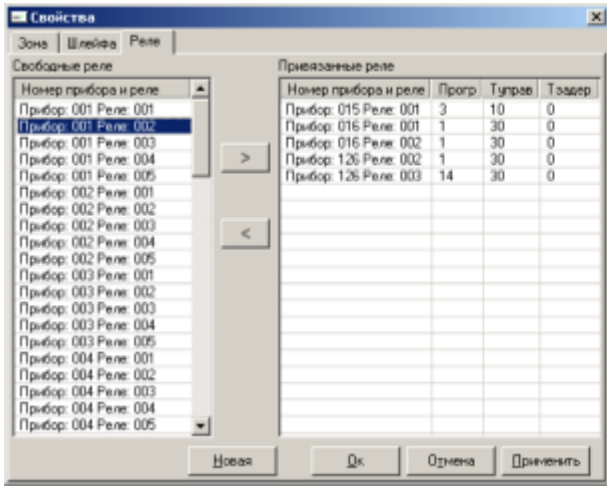 Свойства
Зона Шлейфа Реле
Свободные реле
Номер прибора и реле
Прибор: 001 Реле: 001
Прибор: 001 Реле: 002
Прибор: 001 Реле: 003
Прибор: 001 Реле: 004
Прибор: 001 Реле: 005
Прибор: 002 Реле: 001
Прибор: 002 Реле: 002
Прибор: 002 Реле: 003
Прибор: 002 Реле: 004
Прибор: 002 Реле: 005
Прибор: 003 Реле: 001
Прибор: 003 Реле: 002
Прибор: 003 Реле: 003
Прибор: 003 Реле: 004
Прибор: 003 Реле: 005
Прибор: 004 Реле: 001
Прибор: 004 Реле: 002
Прибор: 004 Реле: 003
Прибор: 004 Реле: 004
Прибор: 004 Реле: 005
>
<
Привязанные реле
Номер прибора и реле Прогр Tуправ Tзадер
Прибор: 015 Реле: 001 3 10 0
Прибор: 016 Реле: 001 1 30 0
Прибор: 016 Реле: 002 1 30 0
Прибор: 126 Реле: 002 1 30 0
Прибор: 126 Реле: 003 14 30 0
Новая Ок Отмена Применить